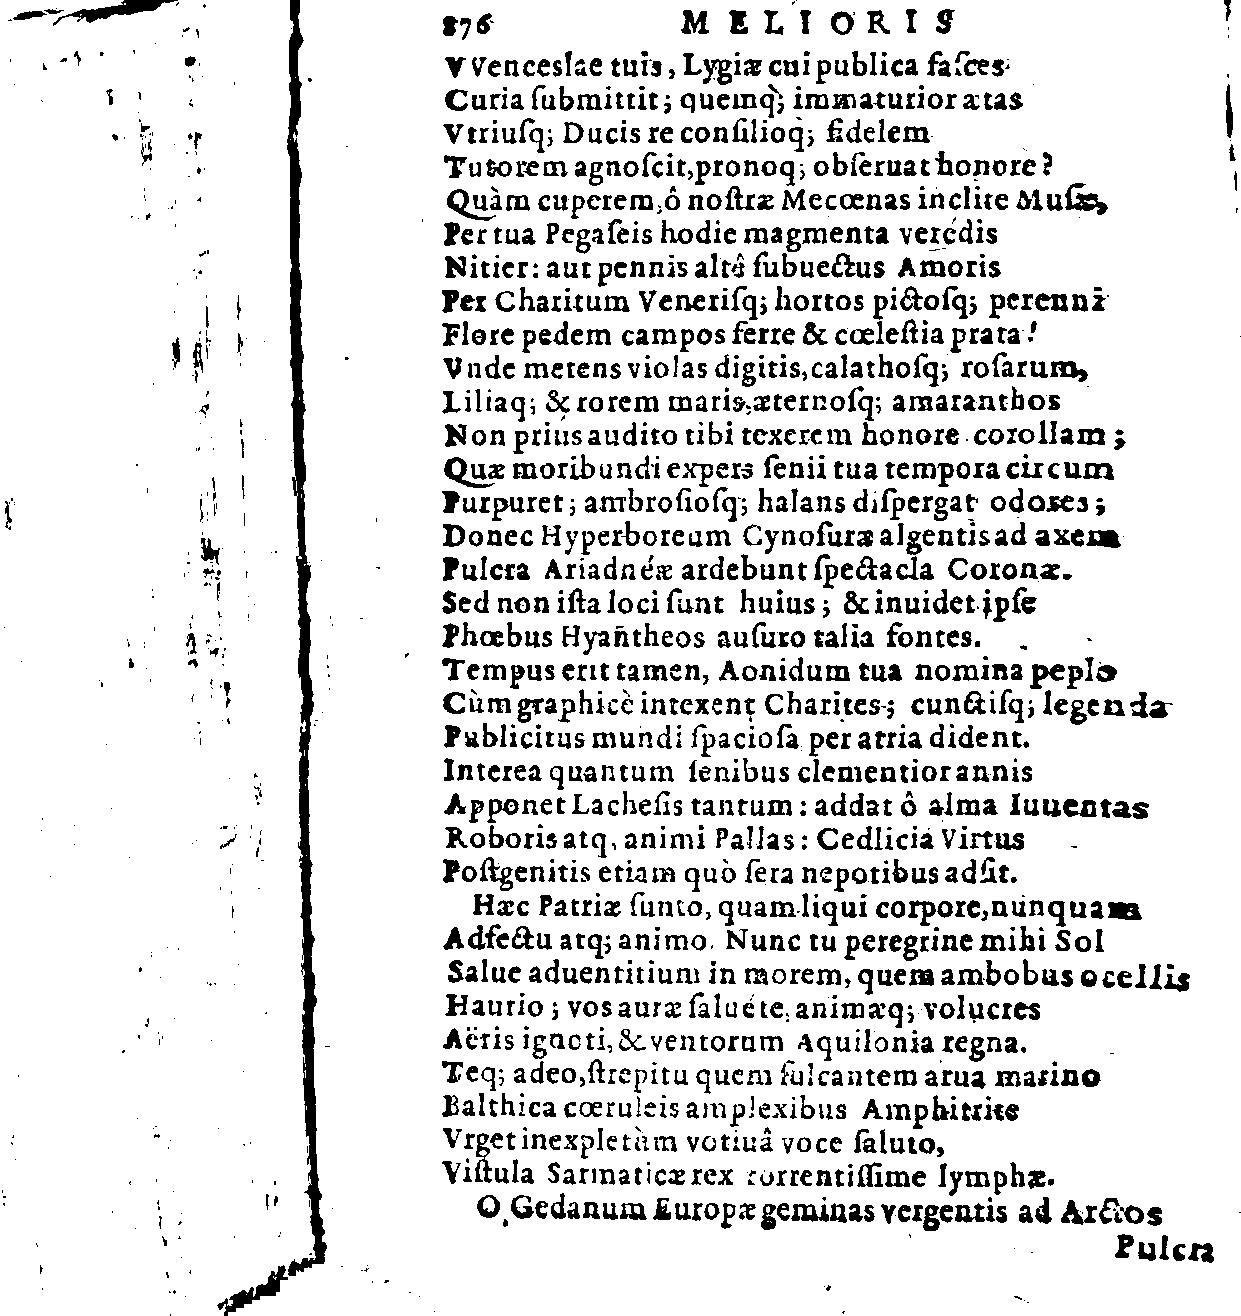 876 MELIORIS
VVenceslae tuis, Lygiæ cui publica faſces
Curia ſubmittit; quemq̀; immaturior ætas
Vtriuſq; Ducis re conſilioq̀; fidelem
Tutorem agnoſcit,pronoq; obſeruat honore?
Quàm cuperem,ô noſtræ Mecœnas inclite Muſæ,
Per tua Pegaſeis hodie magmenta verédis
Nitier: aut pennis altè ſubuectus Amoris
Per Charitum Veneriſq; hortos pictoſq; perenni
Flore pedem campos ferre & cœleſtia prata!
Vnde metens violas digitis,calathoſq; roſarum,
Liliaq; & rorem maris,æternoſq; amaranthos
Non prius audito tibi texerem honore corollam;
Quæ moribundi expers ſenii tua tempora circum
Purpuret; ambroſioſq; halans diſpergat odores;
Donec Hyperboreum Cynoſuræ algentis ad axem
Pulcra Ariadnéæ ardebunt ſpectacla Coronæ.
Sed non iſta loci ſunt huius; & inuidet ipſe
Phœbus Hyantheos auſuro talia fontes.
Tempus erit tamen, Aonidum tua nomina peplo
Cùm graphicè intexent Charites; cunctiſq; legenda
Publicitus mundi ſpacioſa per atria dident.
Interea quantum ſenibus clementior annis
Apponet Lacheſis tantum: addat ô alma Iuuentas
Roboris atq; animi Pallas: Cedlicia Virtus
Poſtgenitis etiam quò ſera nepotibus adſit.
Hæc Patriæ ſunto, quam liqui corpore,nunquam
Adfectu atq; animo. Nunc tu peregrine mihi Sol
Salue aduentitium in morem, quem ambobus ocellis
Haurio; vos auræ ſaluéte, animæq; volucres
Aëris ignoti, & ventorum Aquilonia regna.
Teq; adeo,ſtrepitu quem ſulcantem arua marino
Balthica cœruleis amplexibus Amphitrite
Vrget inexpletùm votiuâ voce ſaluto,
Viſtula Sarmaticæ rex torrentiſſime lymphæ.
O Gedanum Europæ geminas vergentis ad Arctos
Pulcra